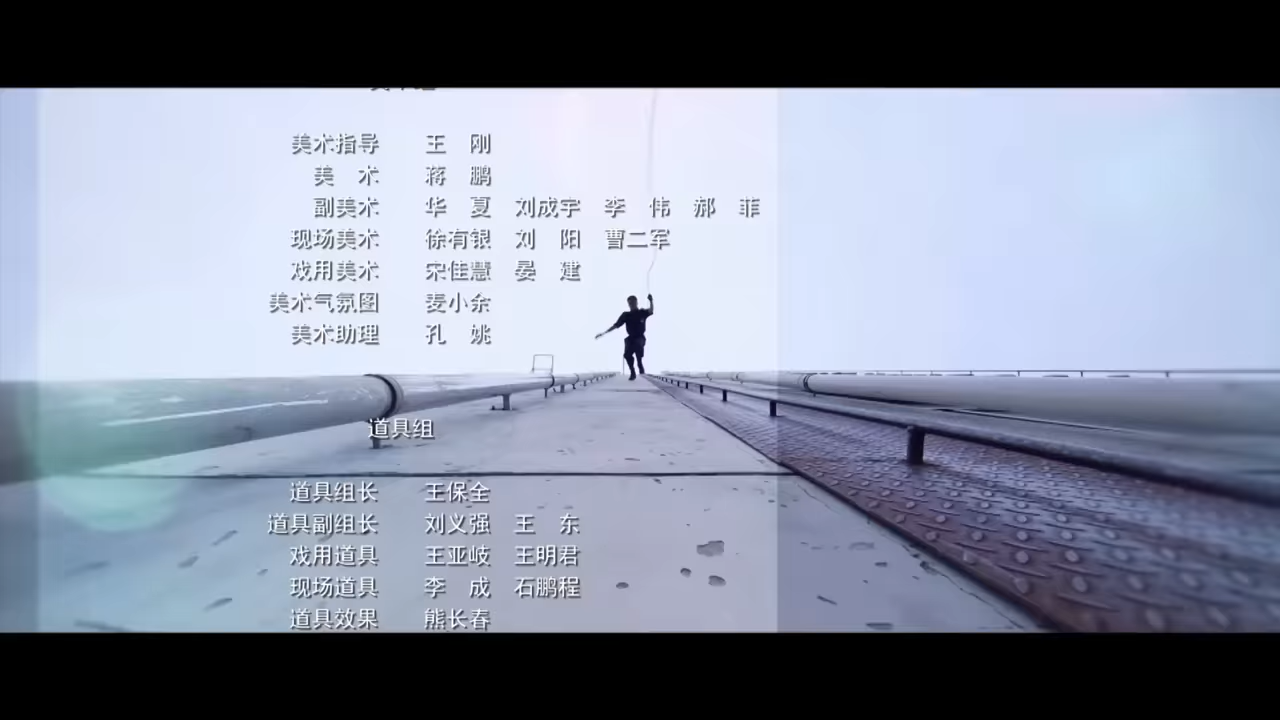 美术指导 王 刚
美 术 蒋 鹏
副美术 华 夏 刘成宇 李 伟 郝 菲
现场美术 徐有银 刘 阳 曹二军
戏用美术 宋佳慧 晏 建
美术气氛图 麦小余
美术助理 孔 姚
道具组
道具组长 王保全
道具副组长 刘义强 王 东
戏用道具 王亚岐 王明君
现场道具 李 成 石鹏程
道具效果 熊长春